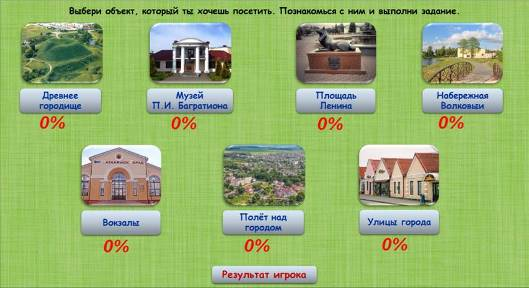 Выбери объект, который ты хочешь посетить. Познакомься с ним и выполни задание.
Древнее
городище
0%
Музей
П.И. Багратиона
0%
Площадь
Ленина
0%
Набережная
Волковыи
0%
Вокзалы
0%
Полёт над
городом
0%
Улицы города
0%
Результат игрока